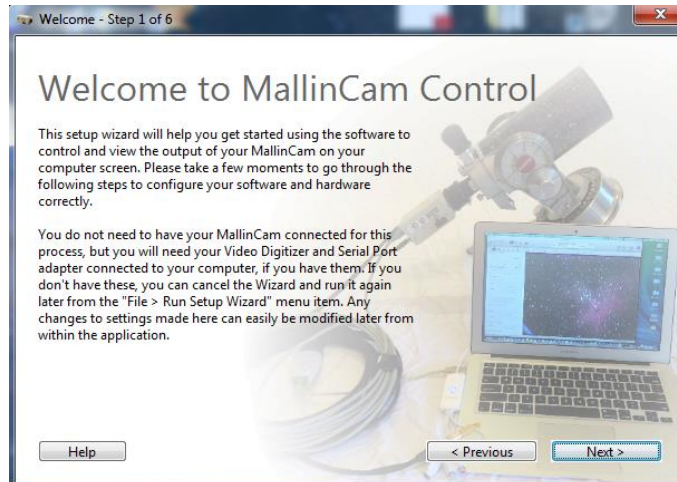 Welcome - Step 1 of 6
Welcome to MallinCam Control
This setup wizard will help you get started using the software to
control and view the output of your MallinCam on your
computer screen. Please take a few moments to go through the
following steps to configure your software and hardware
correctly.
You do not need to have your MallinCam connected for this
process, but you will need your Video Digitizer and Serial Port
adapter connected to your computer, if you have them. If you
don't have these, you can cancel the Wizard and run it again
later from the "File > Run Setup Wizard" menu item. Any
changes to settings made here can easily be modified later from
within the application.
Help
< Previous
Next >